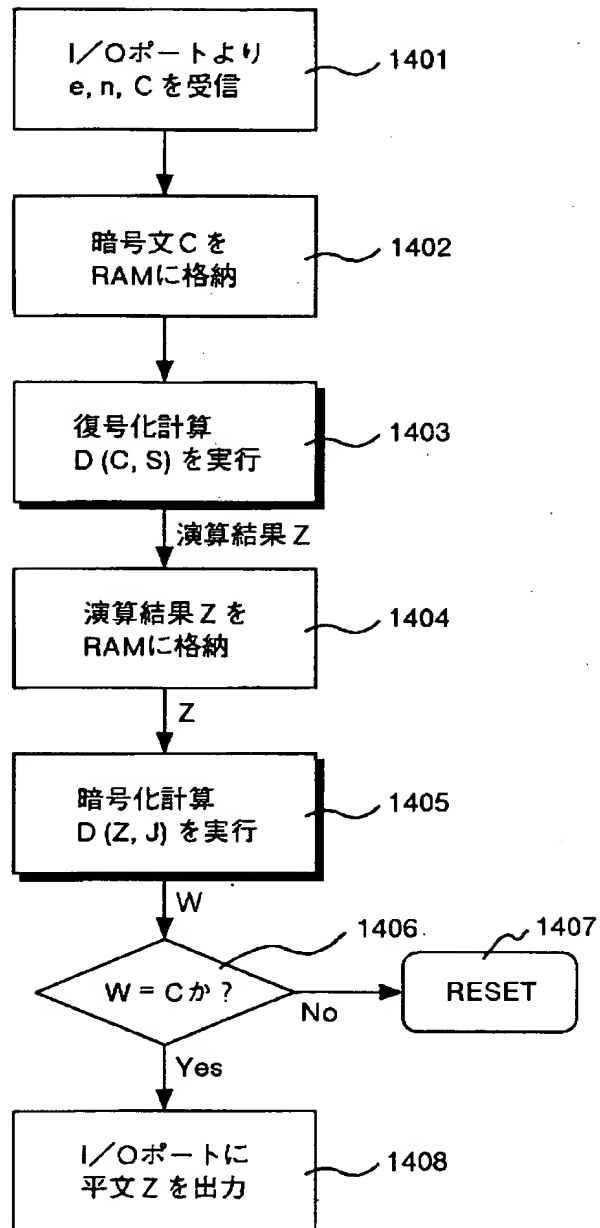 I/Oポートより
e, n, C を受信
1401
暗号文 C を
RAMに格納
1402
復号化計算
D (C, S) を実行
1403
演算結果 Z
演算結果 Z を
RAMに格納
1404
Z
暗号化計算
D (Z, J) を実行
1405
W
1406
W = Cか?
1407
RESET
No
Yes
I/Oポートに
平文 Z を出力
1408